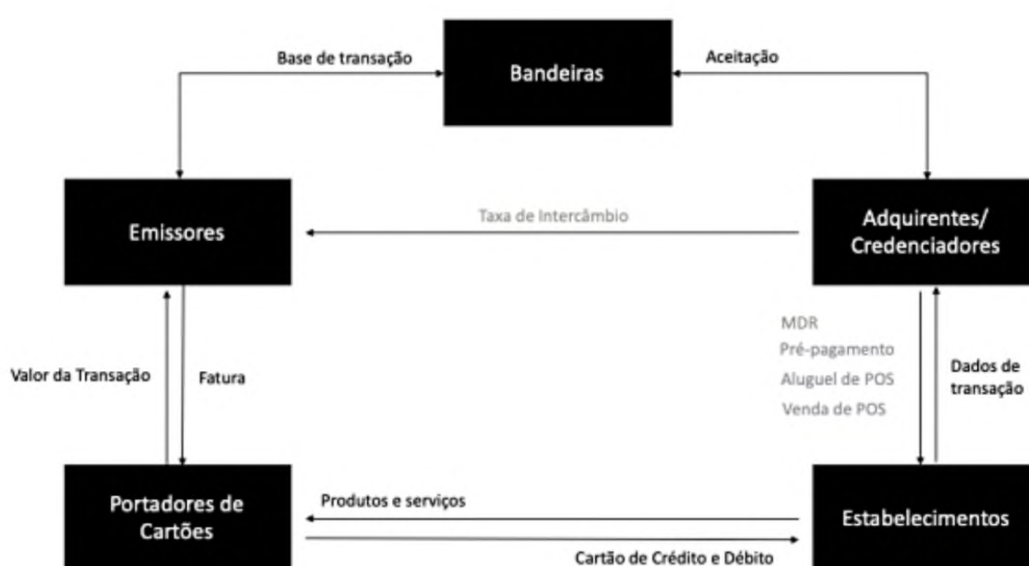 Base de transação
Bandeiras
Aceitação
Emissores
Taxa de Intercâmbio
Adquirentes/
Credenciadores
Valor da Transação
Fatura
MDR
Pré-pagamento
Aluguel de POS
Venda de POS
Dados de
transação
Portadores de
Cartões
Produtos e serviços
Cartão de Crédito e Débito
Estabelecimentos